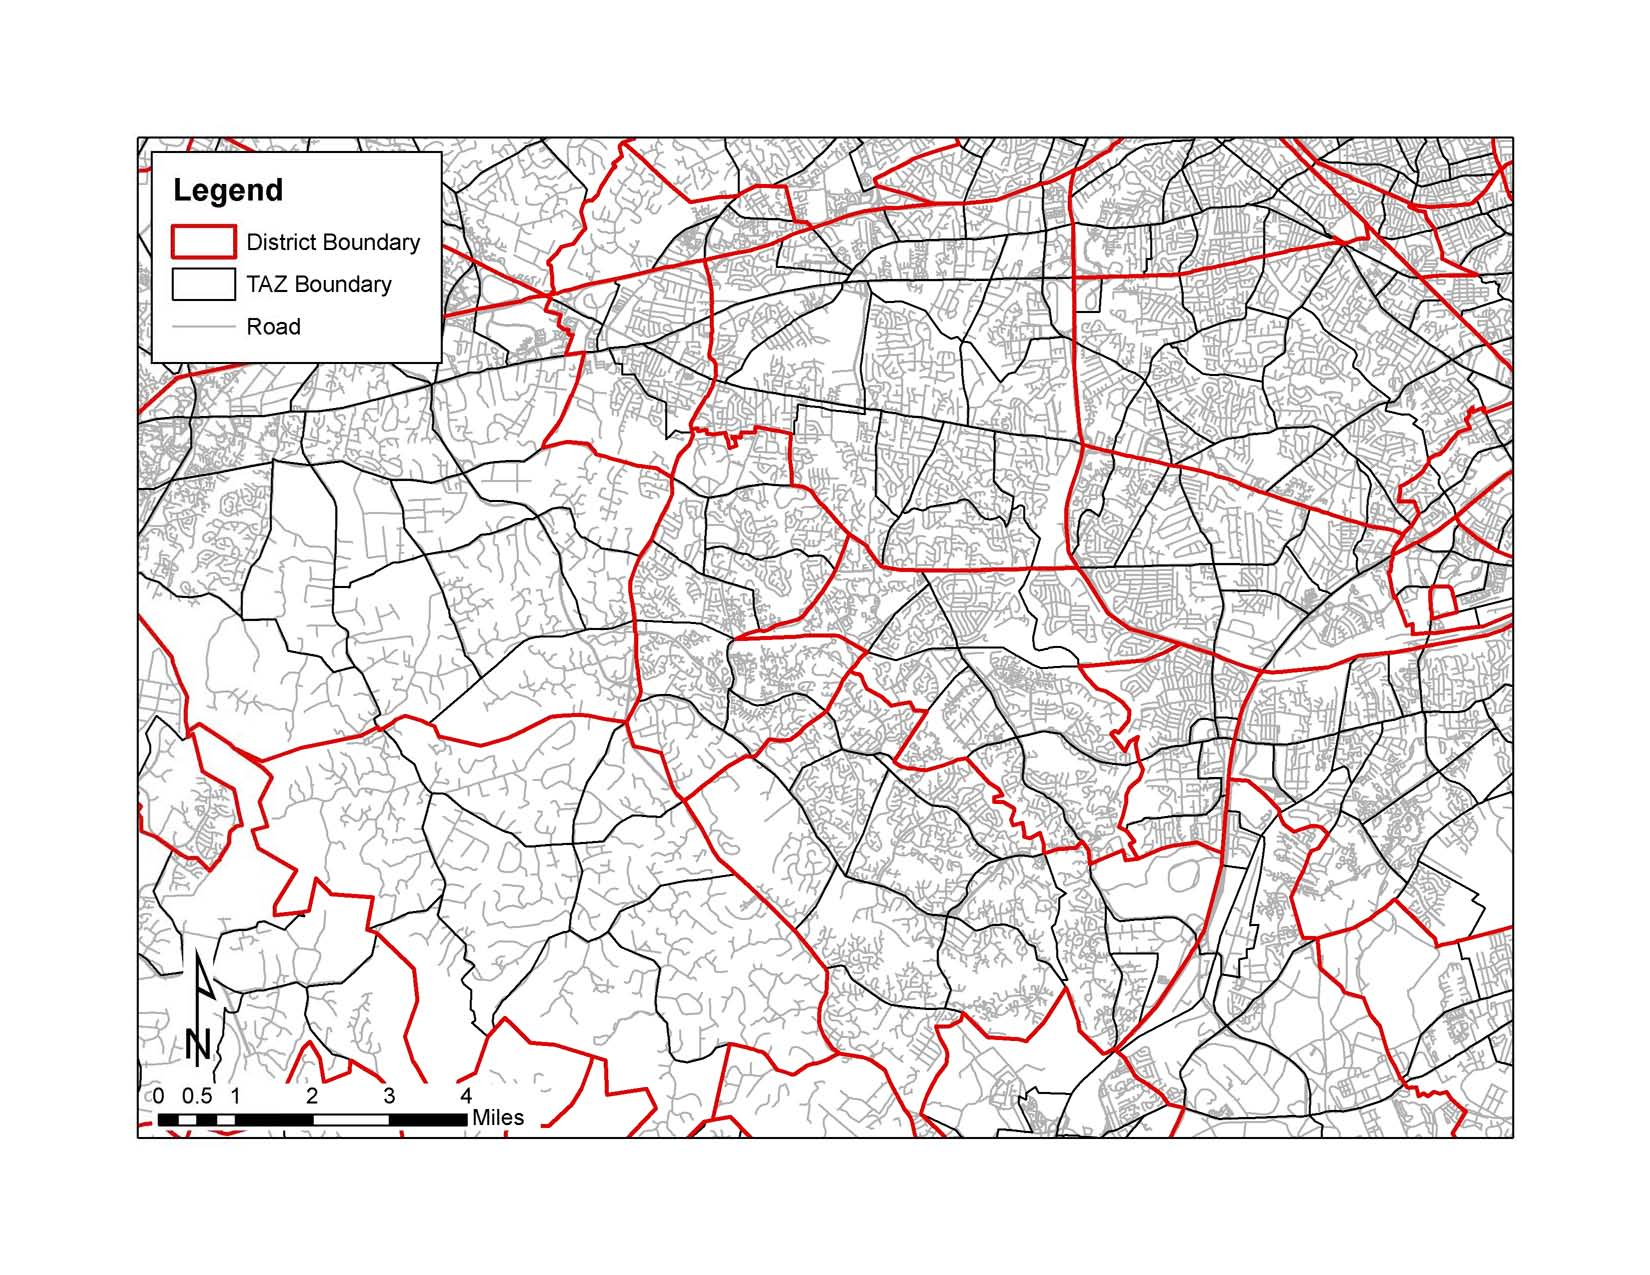 Legend
District Boundary
TAZ Boundary
Road
N
0 0.5 1 2 3 4
Miles